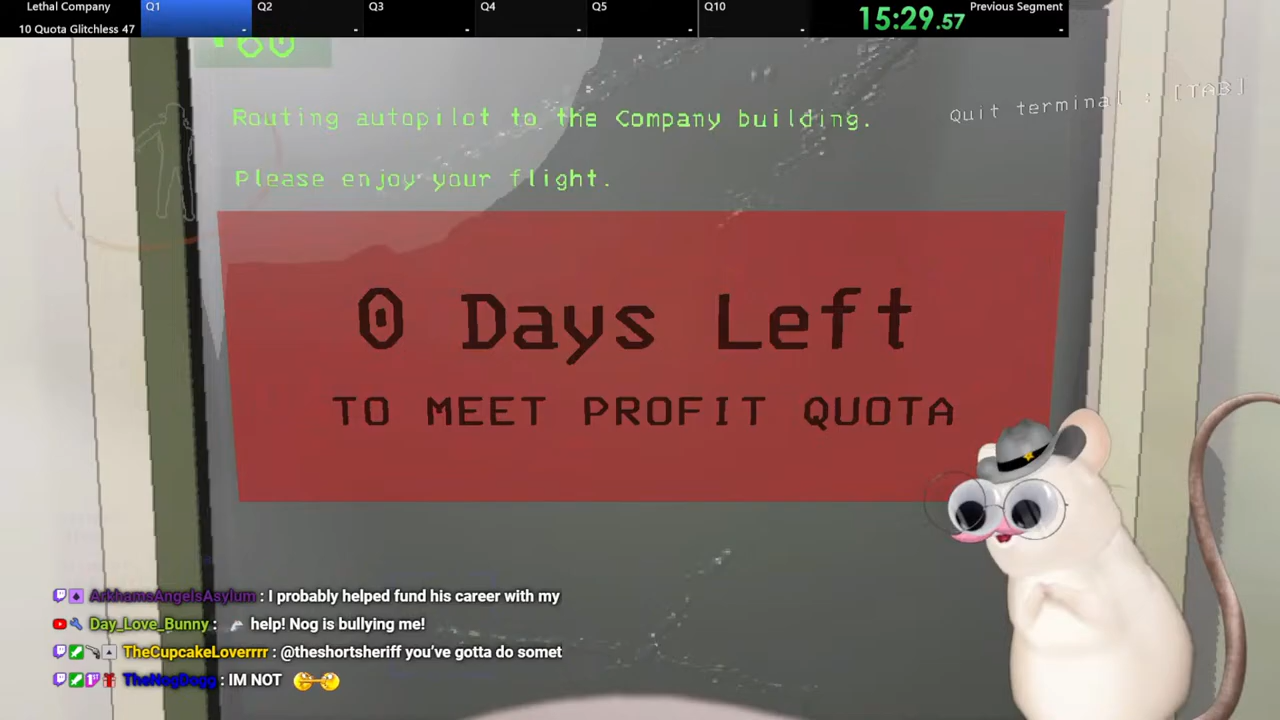 Lethal Company
10 Quota Glitchless 47
Q1
-
Q2
-
Q3
-
Q4
-
Q5
-
Q10
-
15:29.57
Previous Segment
-
Quit terminal : [TAB]
Routing autopilot to the Company building.
Please enjoy your flight.
0 Days Left
TO MEET PROFIT QUOTA
ArkhamsAngelsAsylum : I probably helped fund his career with my
Day_Love_Bunny : help! Nog is bullying me!
TheCupcakeLoverrrr : @theshortsheriff you’ve gotta do somet
TheNogDogg : IM NOT